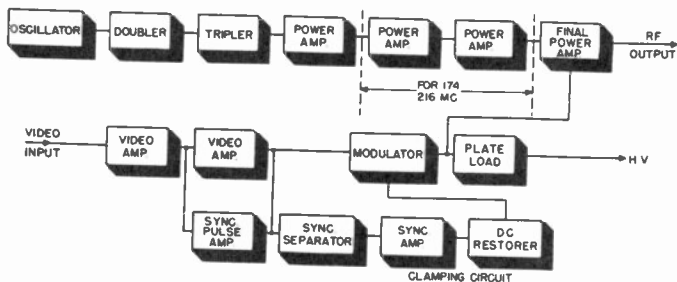 OSCILLATOR
DOUBLER
TRIPLER
POWER
AMP.
POWER
AMP.
POWER
AMP.
FINAL
POWER
AMP
RF
OUTPUT
FOR 174
216 MC
VIDEO
INPUT
VIDEO
AMP.
VIDEO
AMP.
MODULATOR
PLATE
LOAD
H V
SYNC
PULSE
AMP
SYNC
SEPARATOR
SYNC
AMP
DC
RESTORER
CLAMPING CIRCUIT